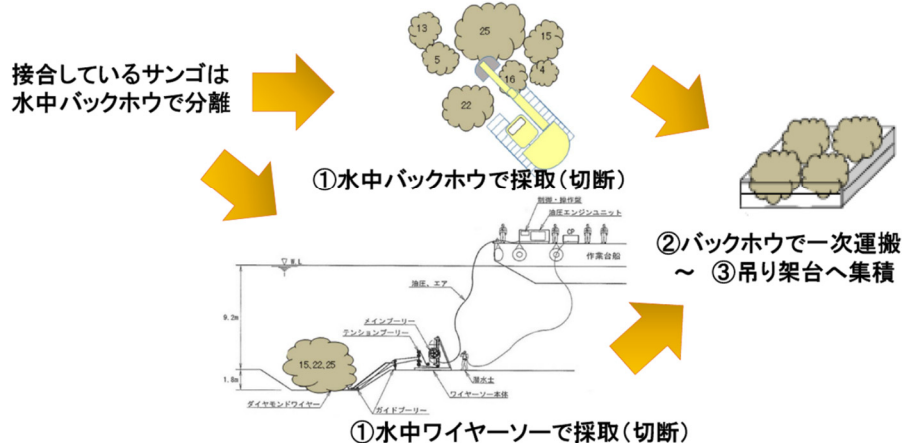 接合しているサンゴは
水中バックホウで分離
13
25
15
5
16
4
22
①水中バックホウで採取(切断)
制御・操作盤
油圧エンジンユニット
CP
作業台船
W.L
油圧、エア
9.2m
メインプーリー
テンションプーリー
15,22,25
1.8m
潜水士
ダイヤモンドワイヤー
ガイドプーリー
ワイヤーソー本体
①水中ワイヤーソーで採取(切断)
②バックホウで一次運搬
～ ③吊り架台へ集積